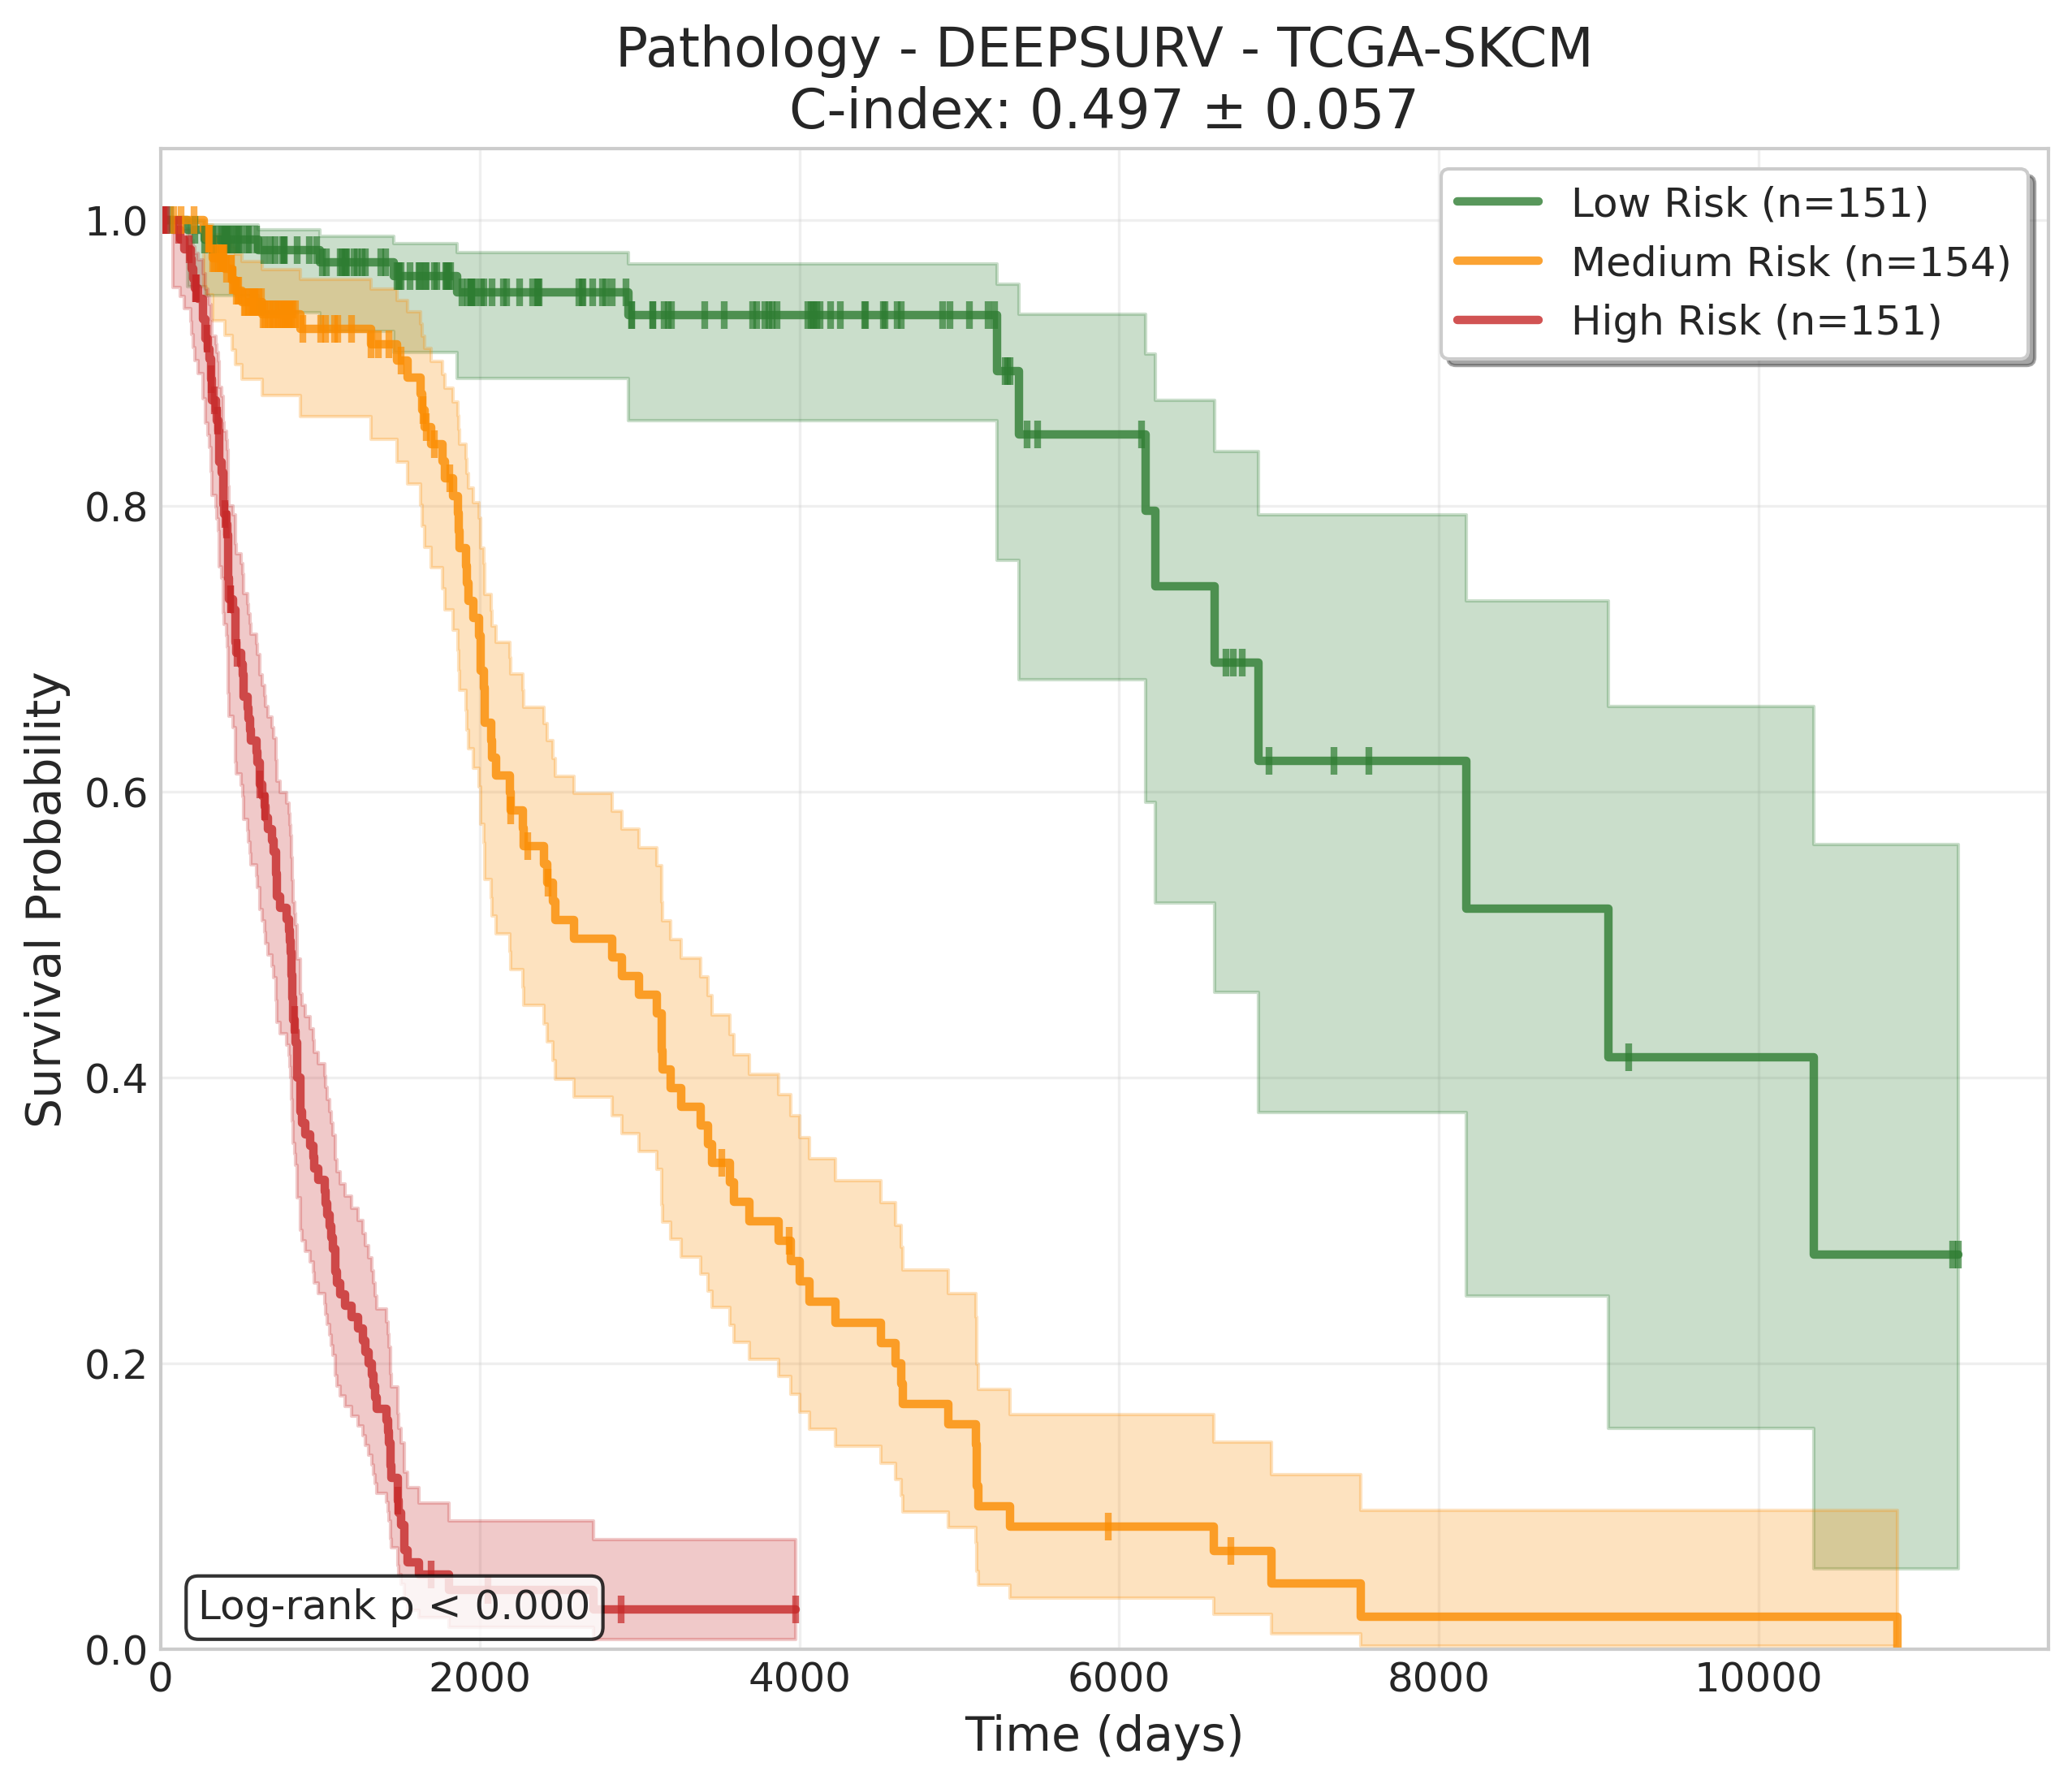 Pathology - DEEPSURV - TCGA-SKCM
C-index: 0.497 ± 0.057
Low Risk (n=151)
Medium Risk (n=154)
High Risk (n=151)
Survival Probability
1.0
0.8
0.6
0.4
0.2
0.0
Log-rank p < 0.000
0 2000 4000 6000 8000 10000
Time (days)